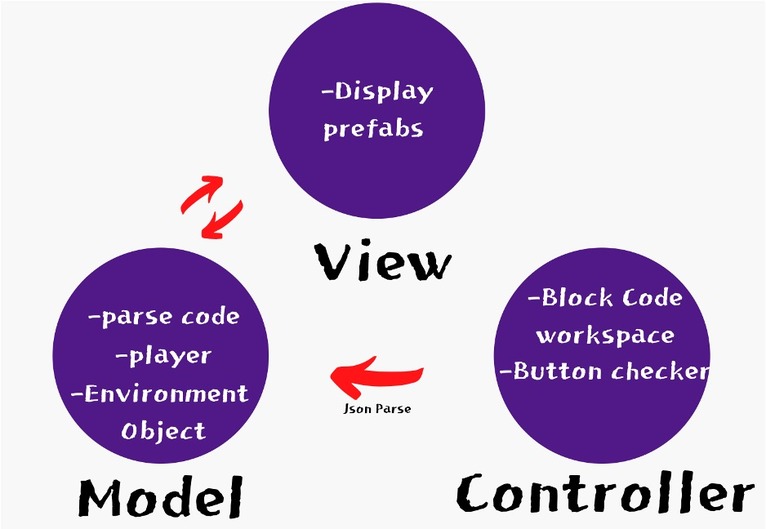 -Display
prefabs
View
-parse code
-player
-Environment
Object
Model
Json Parse
-Block Code
workspace
-Button checker
Controller